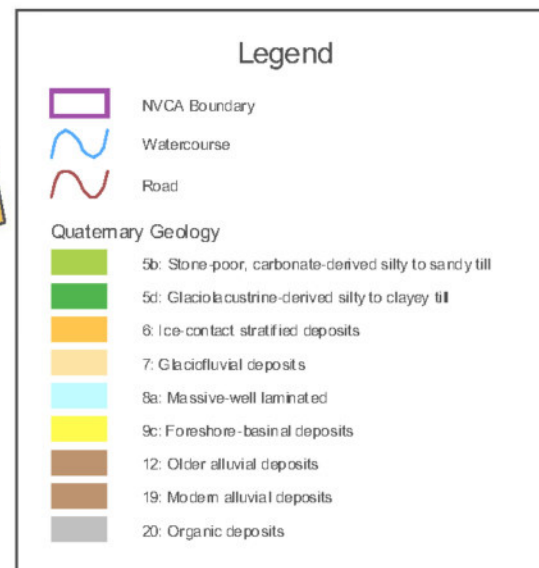 Legend
NVCA Boundary
Watercourse
Road
Quaternary Geology
5b: Stone-poor, carbonate-derived silty to sandy till
5d: Glaciolacustrine-derived silty to clayey till
6: Ice-contact stratified deposits
7: Glaciofluvial deposits
8a: Massive-well laminated
9c: Foreshore-basinal deposits
12: Older alluvial deposits
19: Modern alluvial deposits
20: Organic deposits